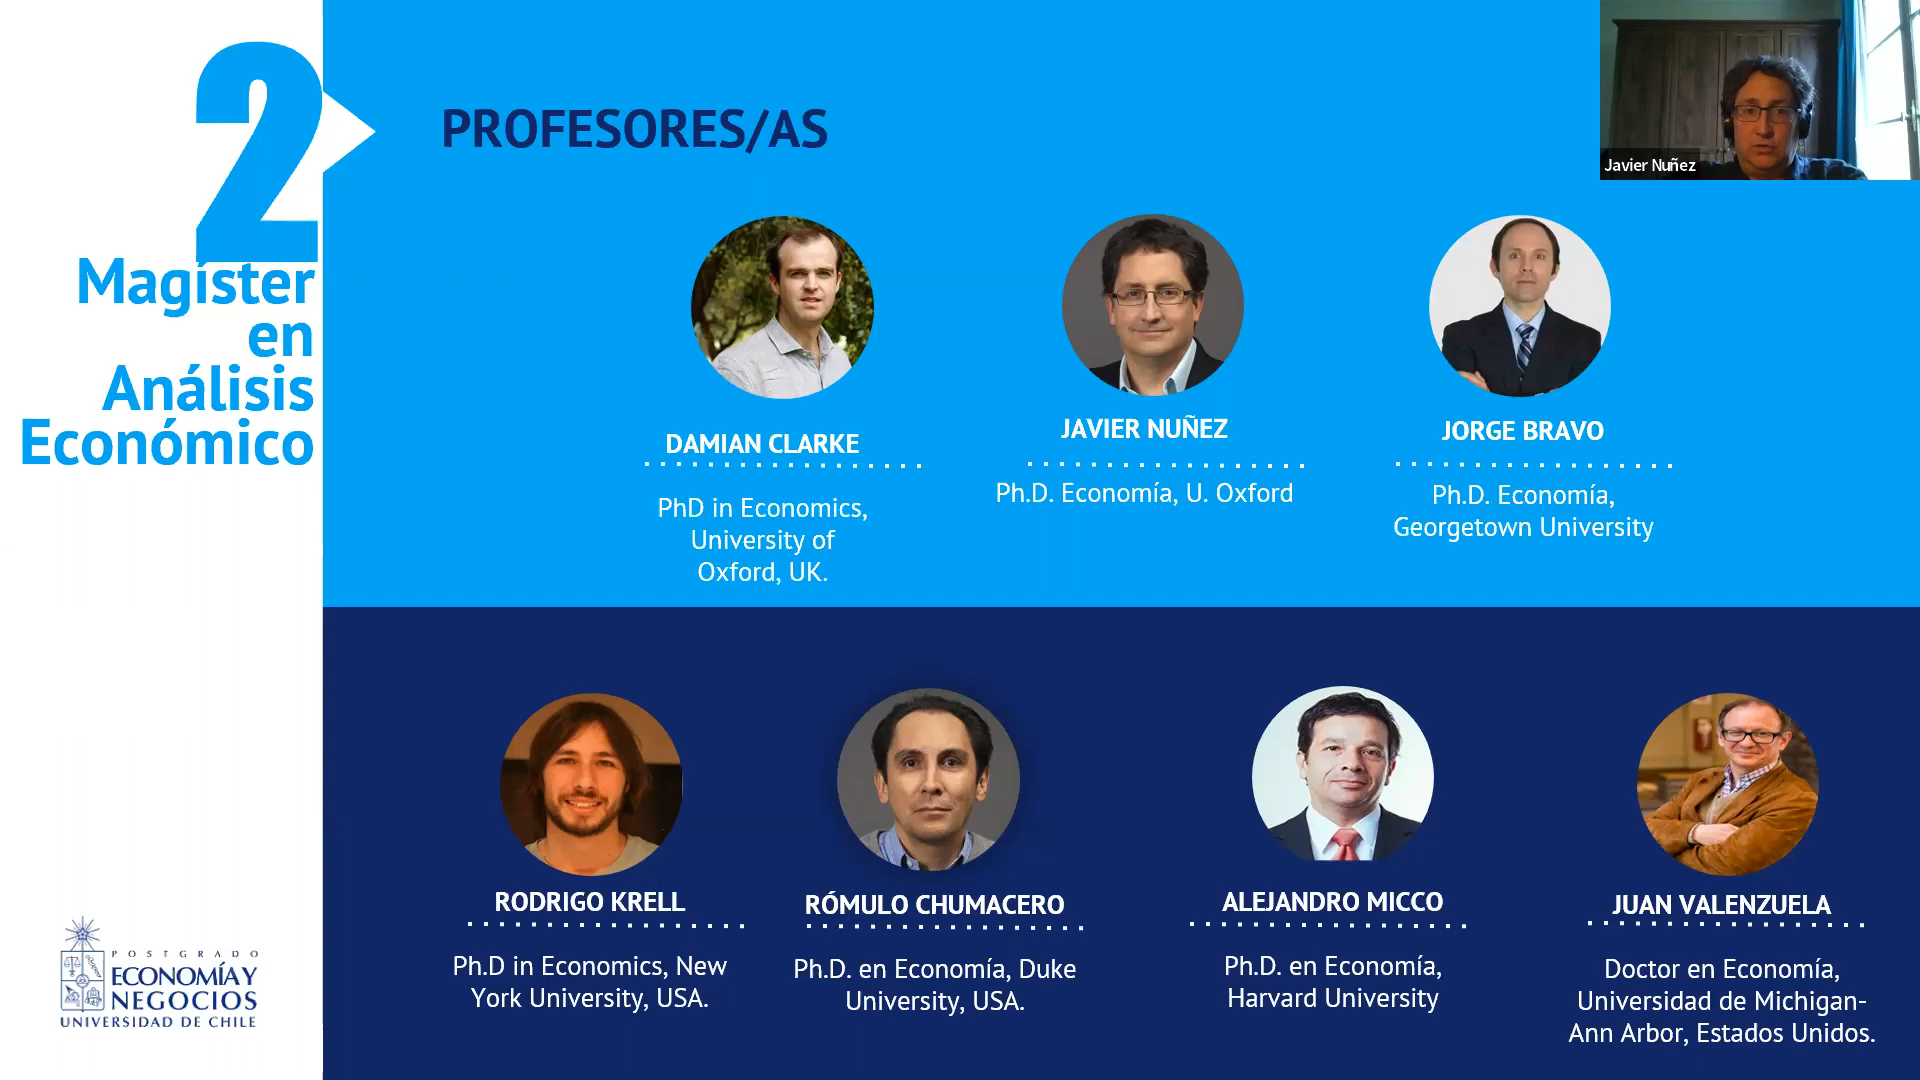 2
Magíster
en
Análisis
Económico
PROFESORES/AS
Javier Nuñez
DAMIAN CLARKE
PhD in Economics,
University of
Oxford, UK.
JAVIER NUÑEZ
Ph.D. Economía, U. Oxford
JORGE BRAVO
Ph.D. Economía,
Georgetown University
RODRIGO KRELL
Ph.D in Economics, New
York University, USA.
RÓMULO CHUMACERO
Ph.D. en Economía, Duke
University, USA.
ALEJANDRO MICCO
Ph.D. en Economía,
Harvard University
JUAN VALENZUELA
Doctor en Economía,
Universidad de Michigan-
Ann Arbor, Estados Unidos.
POSTGRADO
ECONOMÍA Y
NEGOCIOS
UNIVERSIDAD DE CHILE